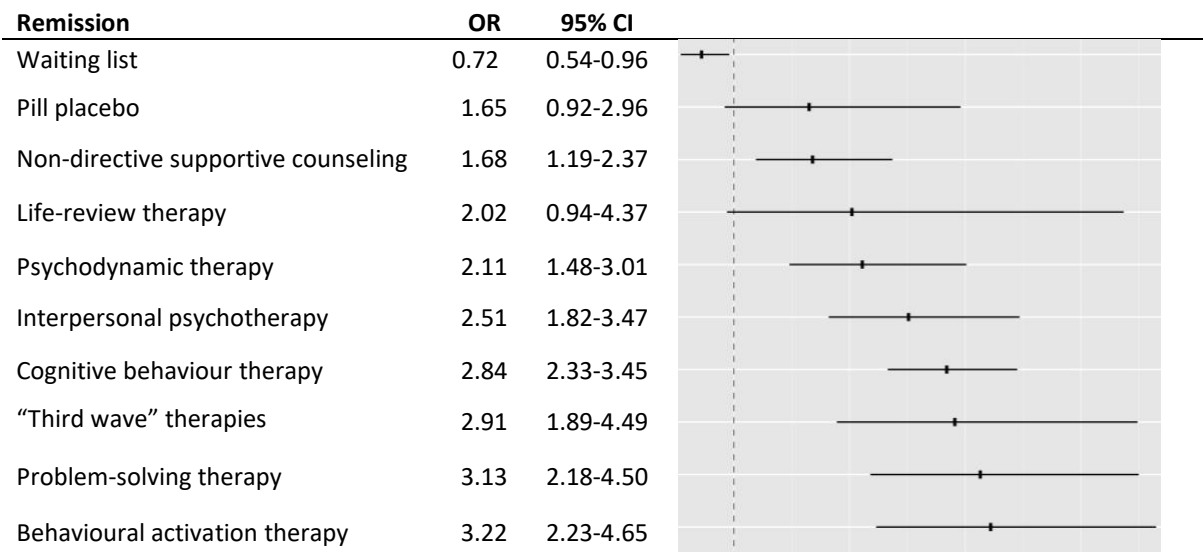 Remission OR 95% CI
Waiting list 0.72 0.54-0.96
Pill placebo 1.65 0.92-2.96
Non-directive supportive counseling 1.68 1.19-2.37
Life-review therapy 2.02 0.94-4.37
Psychodynamic therapy 2.11 1.48-3.01
Interpersonal psychotherapy 2.51 1.82-3.47
Cognitive behaviour therapy 2.84 2.33-3.45
“Third wave” therapies 2.91 1.89-4.49
Problem-solving therapy 3.13 2.18-4.50
Behavioural activation therapy 3.22 2.23-4.65